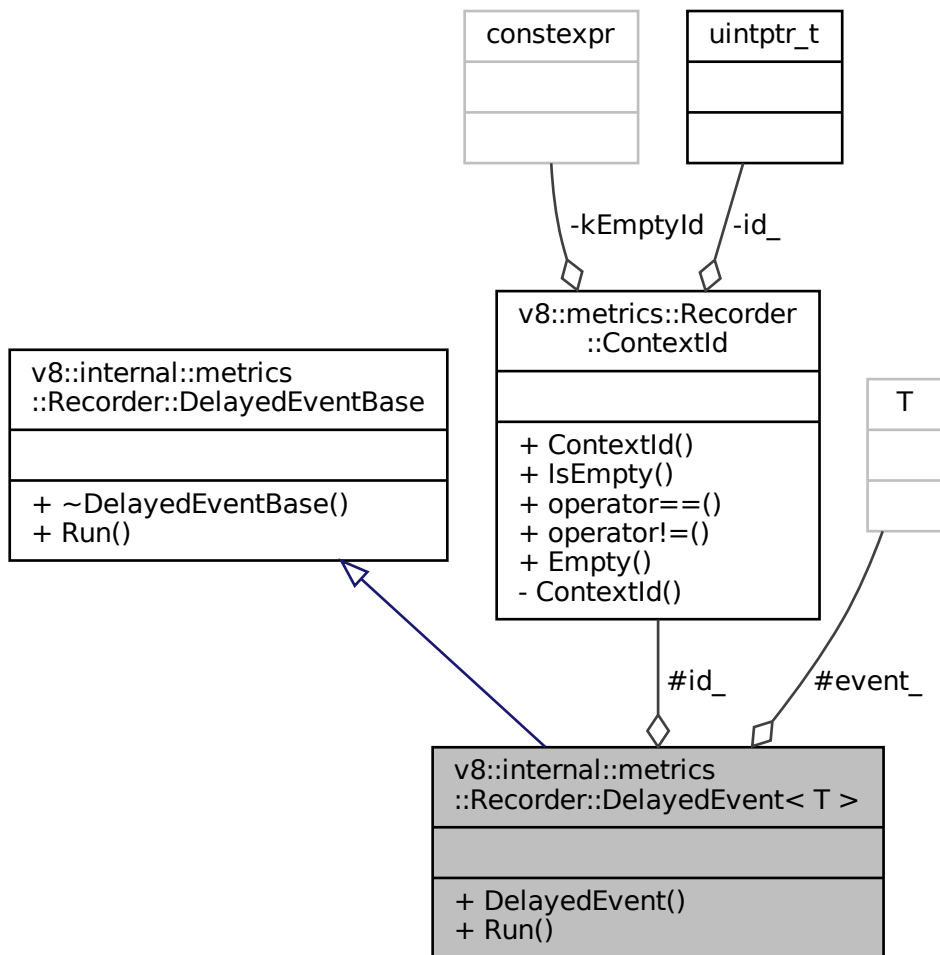 constexpr
uintptr_t
-kEmptyId
-id_
v8::metrics::Recorder
::ContextId
+ ContextId()
+ IsEmpty()
+ operator==()
+ operator!=()
+ Empty()
- ContextId()
v8::internal::metrics
::Recorder::DelayedEventBase
+ ~DelayedEventBase()
+ Run()
T
#id_
#event_
v8::internal::metrics
::Recorder::DelayedEvent< T >
+ DelayedEvent()
+ Run()